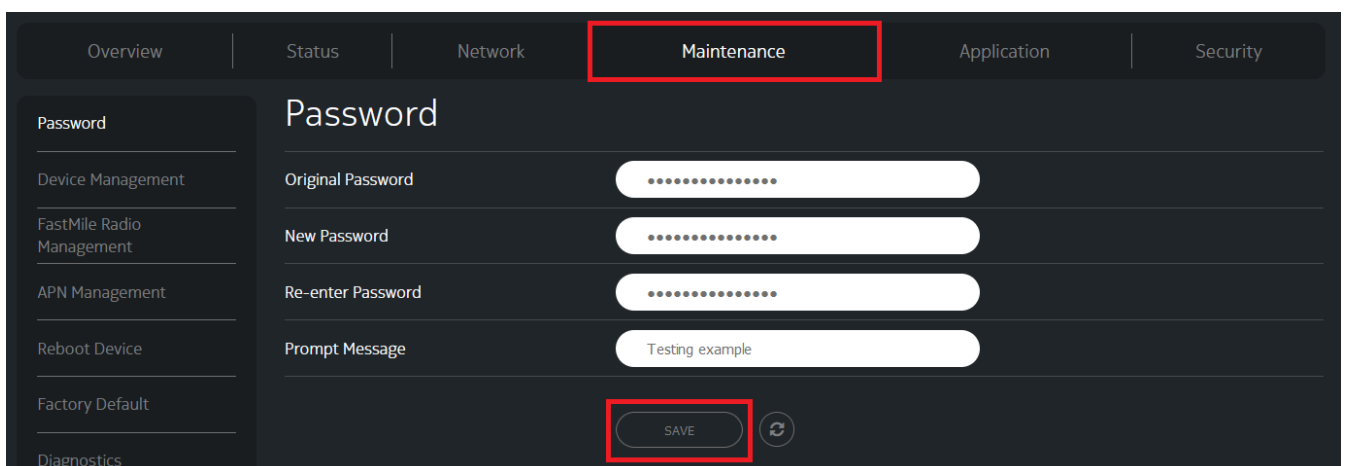 Overview Status Network Maintenance Application Security
Password
Password
Device Management
FastMile Radio
Management
APN Management
Reboot Device
Factory Default
Diagnostics
Original Password •••••••••••••••
New Password •••••••••••••••
Re-enter Password •••••••••••••••
Prompt Message Testing example
SAVE